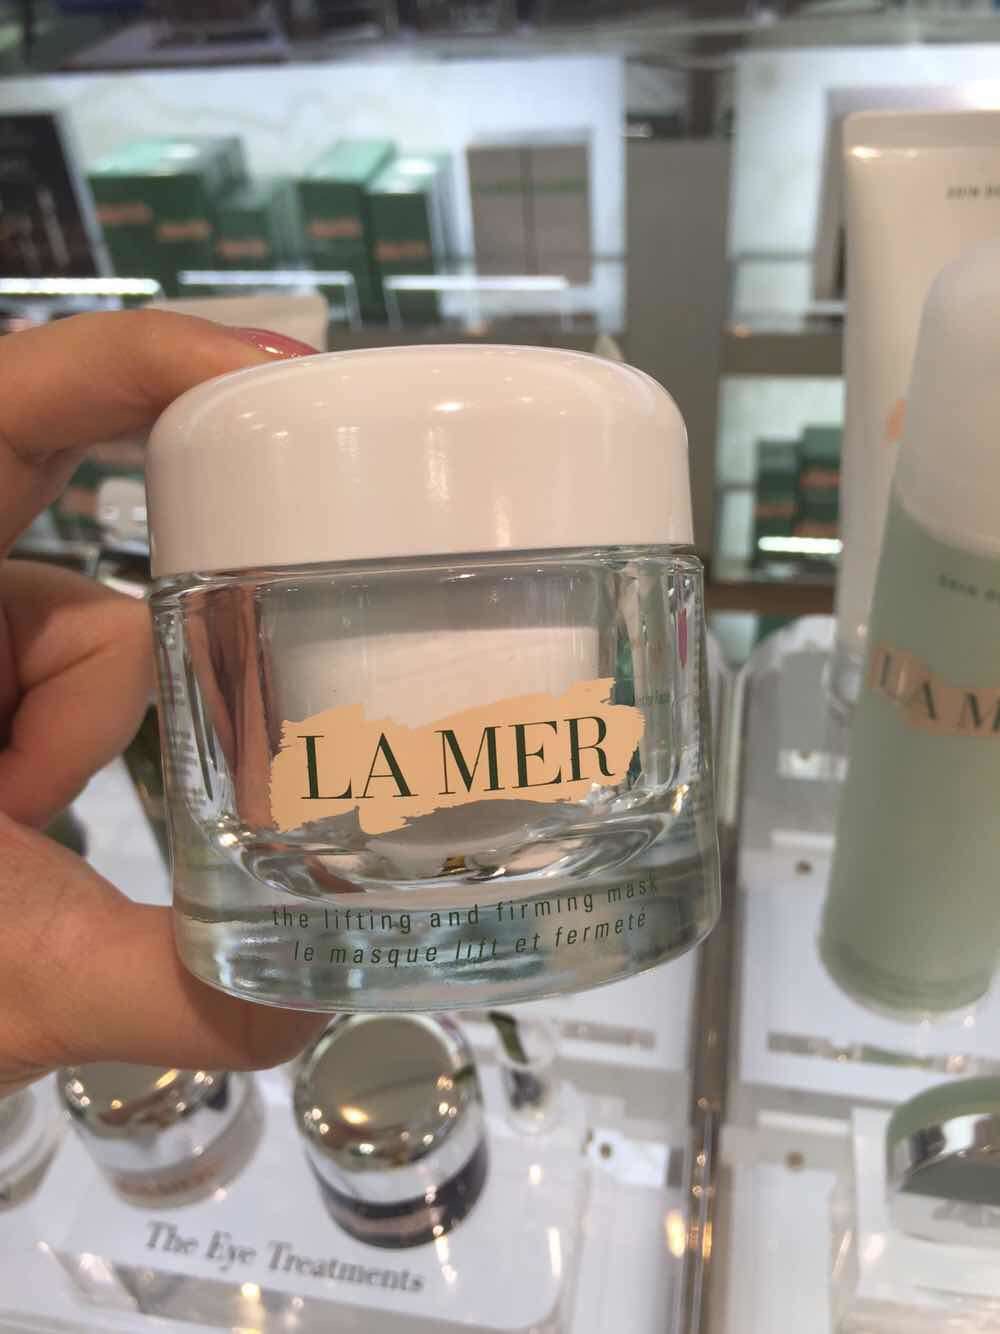 LA MER
the lifting and firming mask
le masque lift et fermeté
LA M
The Eye Treatments